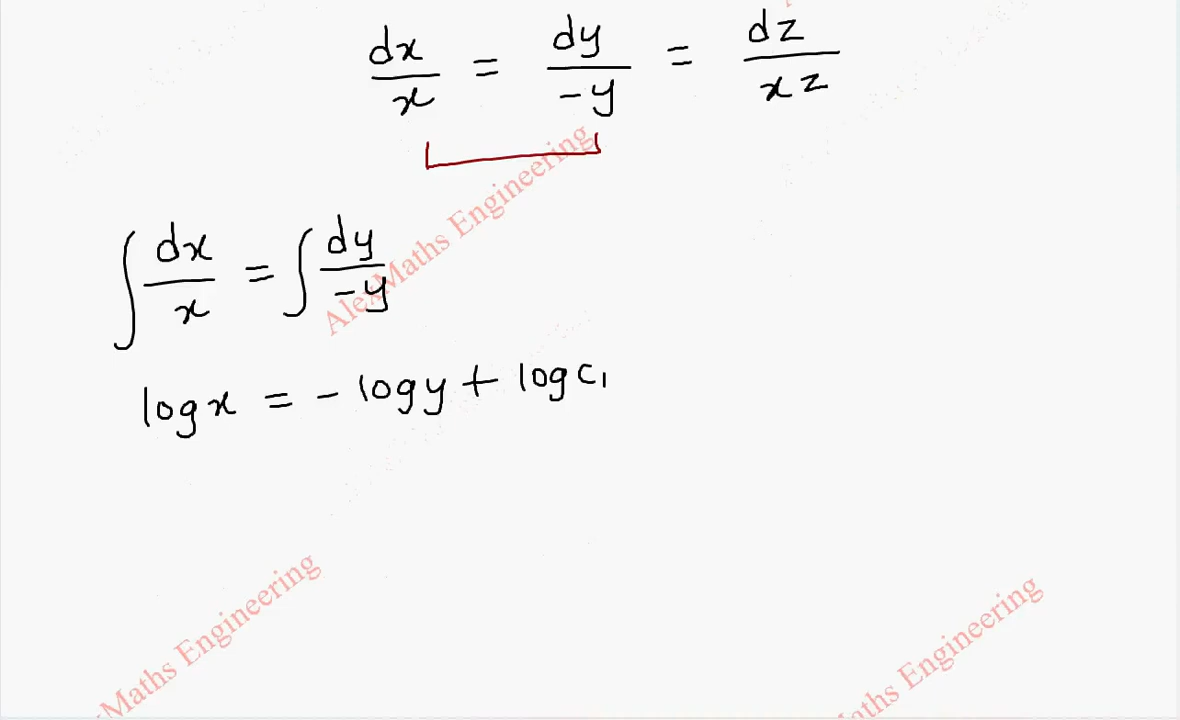 dx/x = dy/-y = dz/xz
∫ dx/x = ∫ dy/-y
log x = - log y + log c₁
AlexMaths Engineering
Maths Engineering
Maths Engineering